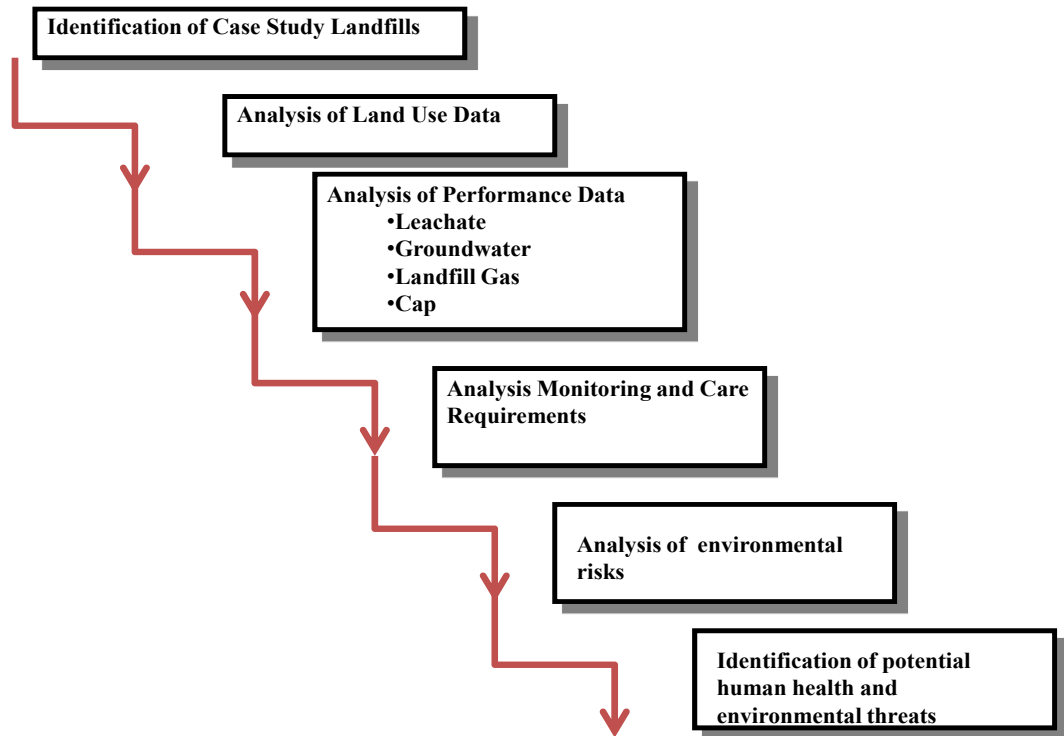 Identification of Case Study Landfills
Analysis of Land Use Data
Analysis of Performance Data
•Leachate
•Groundwater
•Landfill Gas
•Cap
Analysis Monitoring and Care
Requirements
Analysis of environmental
risks
Identification of potential
human health and
environmental threats